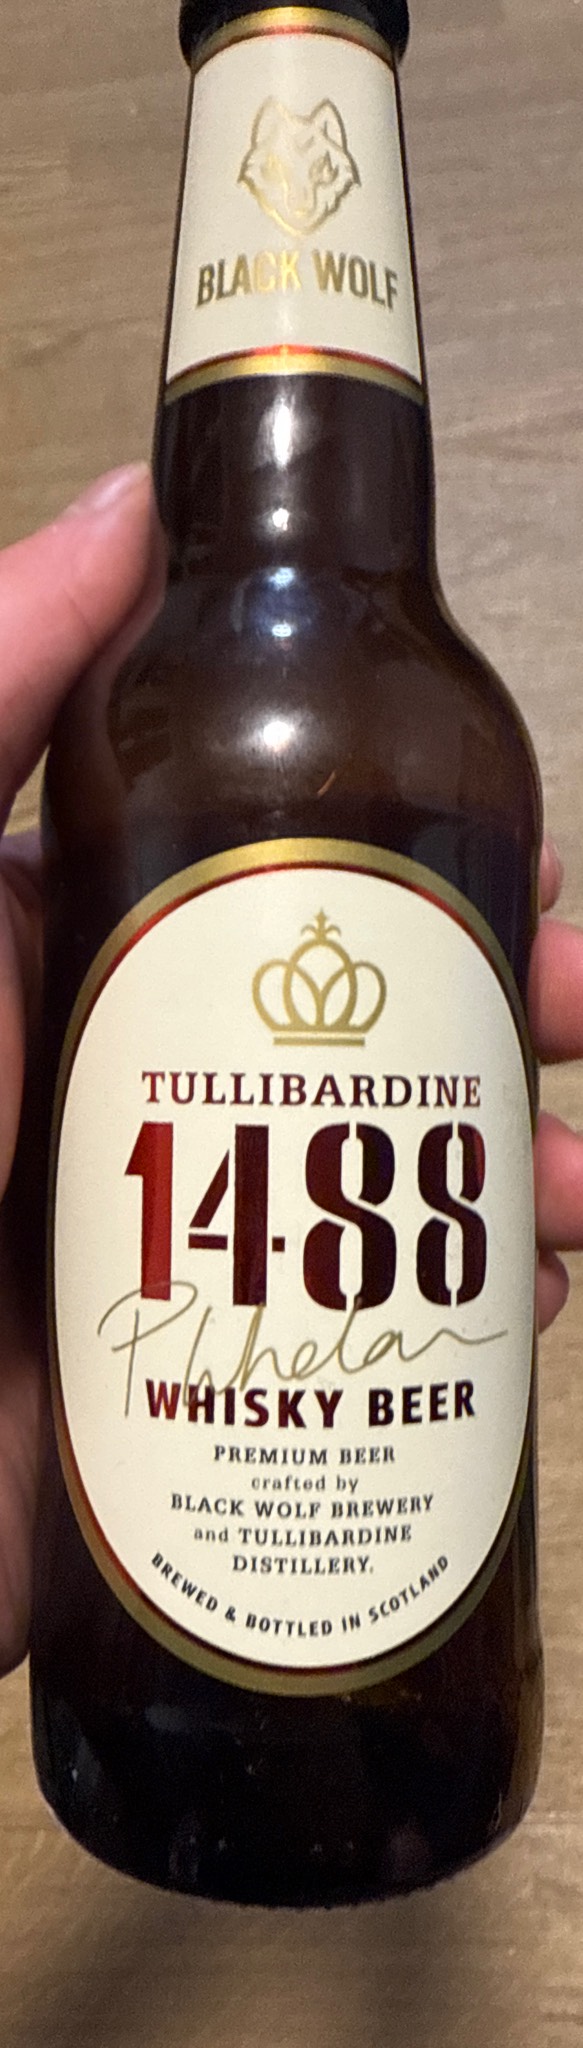 BLACK WOLF
TULLIBARDINE
1488
P Whelan
WHISKY BEER
PREMIUM BEER
crafted by
BLACK WOLF BREWERY
and TULLIBARDINE
DISTILLERY.
BREWED & BOTTLED IN SCOTLAND